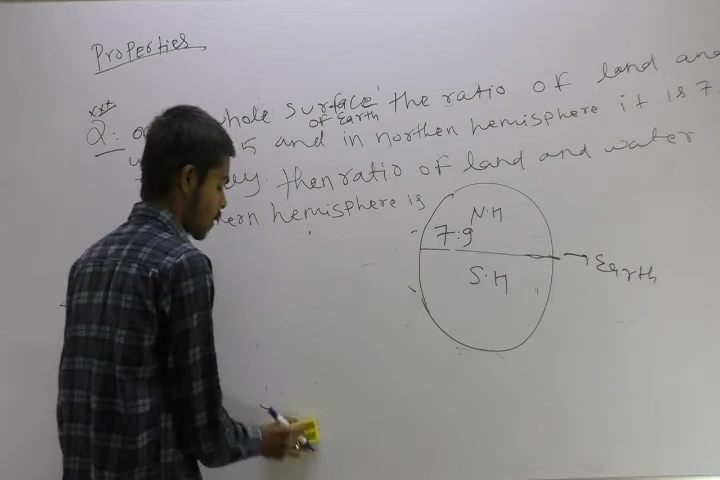 Properties
Q: on whole surface the ratio of land and
of Earth
5 and in northen hemisphere it is 7:
then ratio of land and water
hemisphere is
N.H
7:9
S.H
Earth